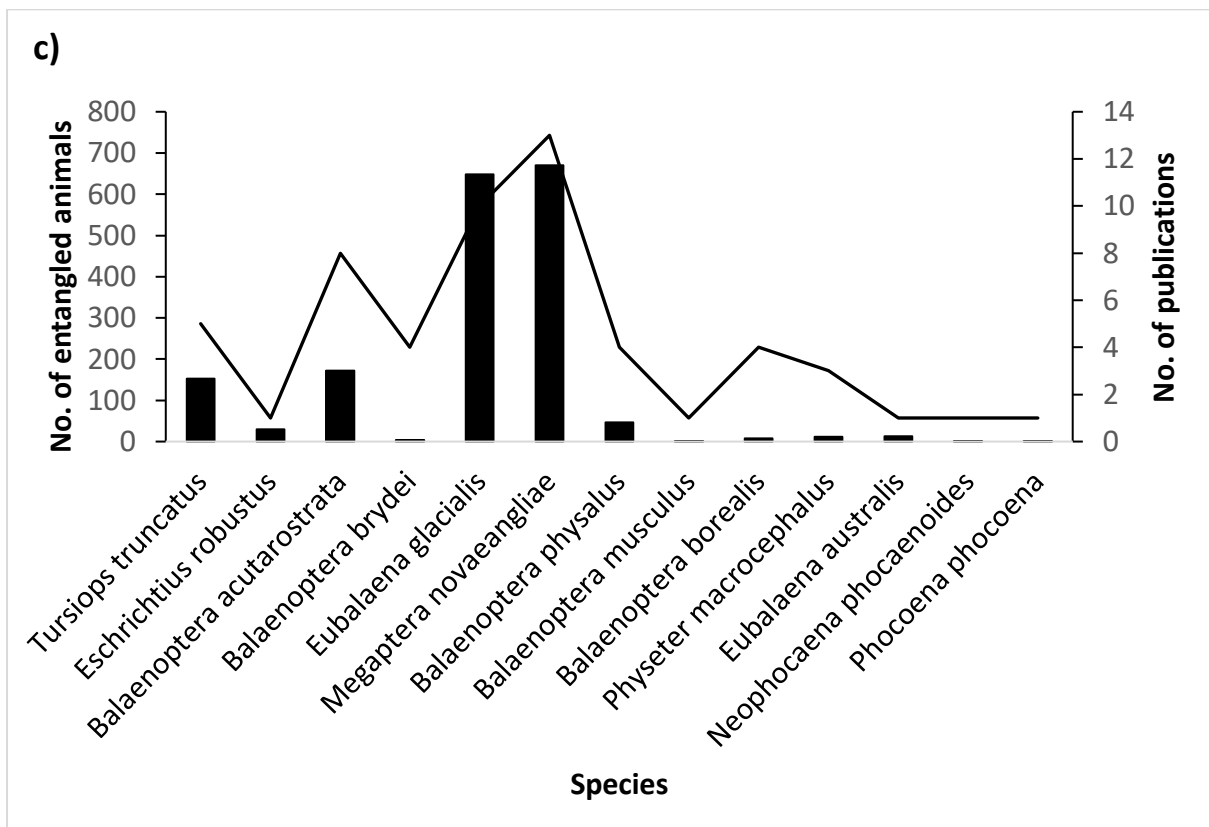 c)
No. of entangled animals
800
700
600
500
400
300
200
100
0
14
12
10
8
6
4
2
0
No. of publications
Tursiops truncatus
Eschrichtius robustus
Balaenoptera acutarostrata
Balaenoptera brydei
Eubalaena glacialis
Megaptera novaeangliae
Balaenoptera physalus
Balaenoptera musculus
Balaenoptera borealis
Physeter macrocephalus
Eubalaena australis
Neophocaena phocaenoides
Phocoena phocoena
Species